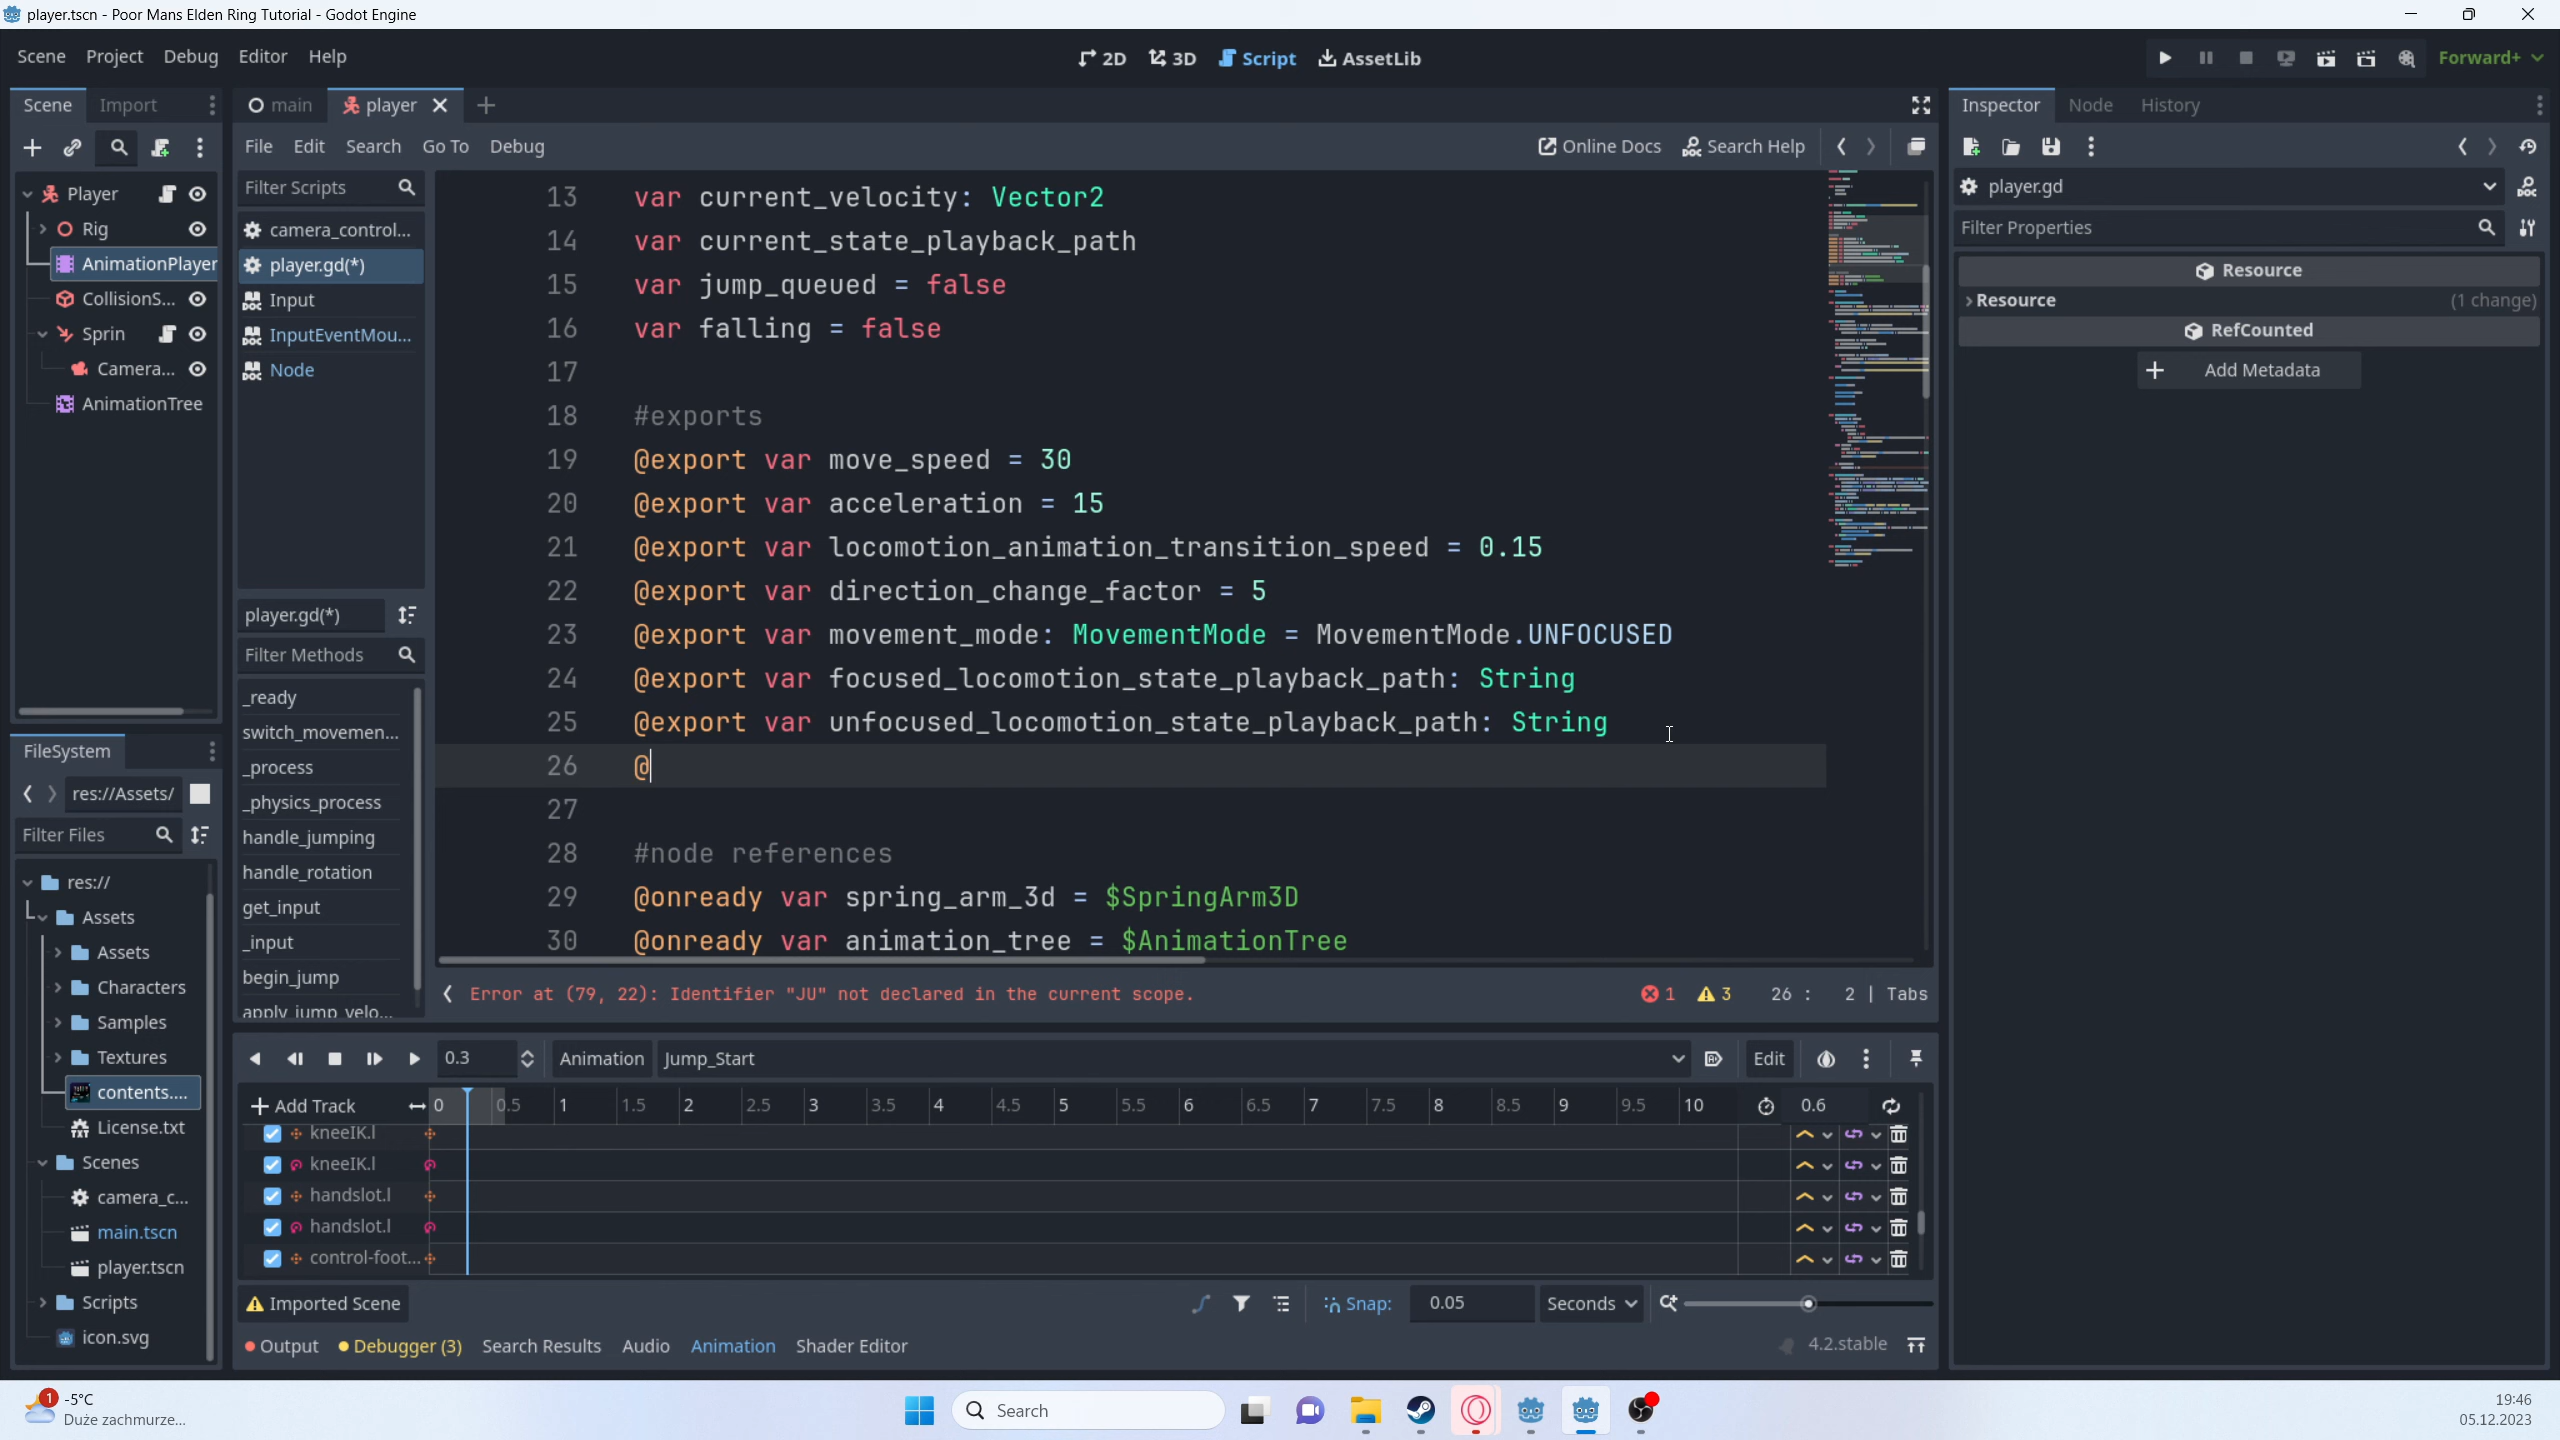 player.tscn - Poor Mans Elden Ring Tutorial - Godot Engine
Scene Project Debug Editor Help
2D 3D Script AssetLib
Forward+
Scene Import
main player
Inspector Node History
File Edit Search Go To Debug
Online Docs Search Help
Player
Rig
AnimationPlayer
CollisionS...
Sprin
Camera...
AnimationTree
Filter Scripts
camera_control...
player.gd(*)
Input
InputEventMou...
Node
player.gd(*)
Filter Methods
_ready
switch_movemen...
_process
_physics_process
handle_jumping
handle_rotation
get_input
_input
begin_jump
apply_jump_velo...
13 var current_velocity: Vector2
14 var current_state_playback_path
15 var jump_queued = false
16 var falling = false
17
18 #exports
19 @export var move_speed = 30
20 @export var acceleration = 15
21 @export var locomotion_animation_transition_speed = 0.15
22 @export var direction_change_factor = 5
23 @export var movement_mode: MovementMode = MovementMode.UNFOCUSED
24 @export var focused_locomotion_state_playback_path: String
25 @export var unfocused_locomotion_state_playback_path: String
26 @
27
28 #node references
29 @onready var spring_arm_3d = $SpringArm3D
30 @onready var animation_tree = $AnimationTree
Error at (79, 22): Identifier "JU" not declared in the current scope.
1 3 26 : 2 | Tabs
player.gd
Filter Properties
Resource
Resource (1 change)
RefCounted
Add Metadata
FileSystem
res://Assets/
Filter Files
res://
Assets
Assets
Characters
Samples
Textures
contents....
License.txt
Scenes
camera_c...
main.tscn
player.tscn
Scripts
icon.svg
0.3 Animation Jump_Start Edit
Add Track 0 0.5 1 1.5 2 2.5 3 3.5 4 4.5 5 5.5 6 6.5 7 7.5 8 8.5 9 9.5 10 0.6
kneeIK.l
kneeIK.l
handslot.l
handslot.l
control-foot...
Imported Scene Snap: 0.05 Seconds
Output Debugger (3) Search Results Audio Animation Shader Editor 4.2.stable
1 -5°C
Duże zachmurze...
Search
19:46
05.12.2023